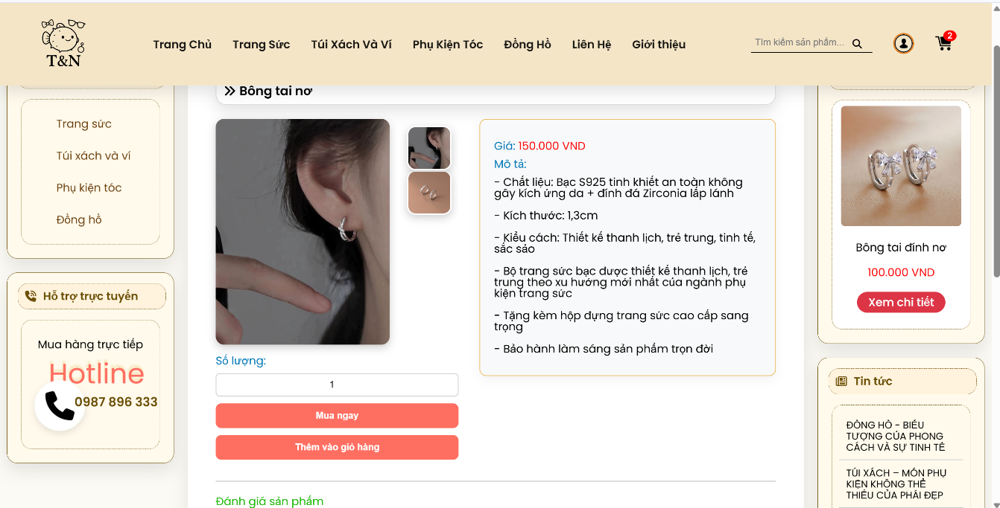 T&N
Trang Chủ
Trang Sức
Túi Xách Và Ví
Phụ Kiện Tóc
Đồng Hồ
Liên Hệ
Giới thiệu
Tìm kiếm sản phẩm...
2
Trang sức
Túi xách và ví
Phụ kiện tóc
Đồng hồ
Hỗ trợ trực tuyến
Mua hàng trực tiếp
Hotline
0987 896 333
Bông tai nơ
Số lượng:
1
Mua ngay
Thêm vào giỏ hàng
Giá: 150.000 VND
Mô tả:
- Chất liệu: Bạc S925 tinh khiết an toàn không
gây kích ứng da + đính đá Zirconia lấp lánh
- Kích thước: 1,3cm
- Kiểu cách: Thiết kế thanh lịch, trẻ trung, tinh tế,
sắc sảo
- Bộ trang sức bạc được thiết kế thanh lịch, trẻ
trung theo xu hướng mới nhất của ngành phụ
kiện trang sức
- Tặng kèm hộp đựng trang sức cao cấp sang
trọng
- Bảo hành làm sáng sản phẩm trọn đời
Đánh giá sản phẩm
Bông tai đính nơ
100.000 VND
Xem chi tiết
Tin tức
ĐỒNG HỒ - BIỂU
TƯỢNG CỦA PHONG
CÁCH VÀ SỰ TINH TẾ
TÚI XÁCH – MÓN PHỤ
KIỆN KHÔNG THỂ
THIẾU CỦA PHÁI ĐẸP